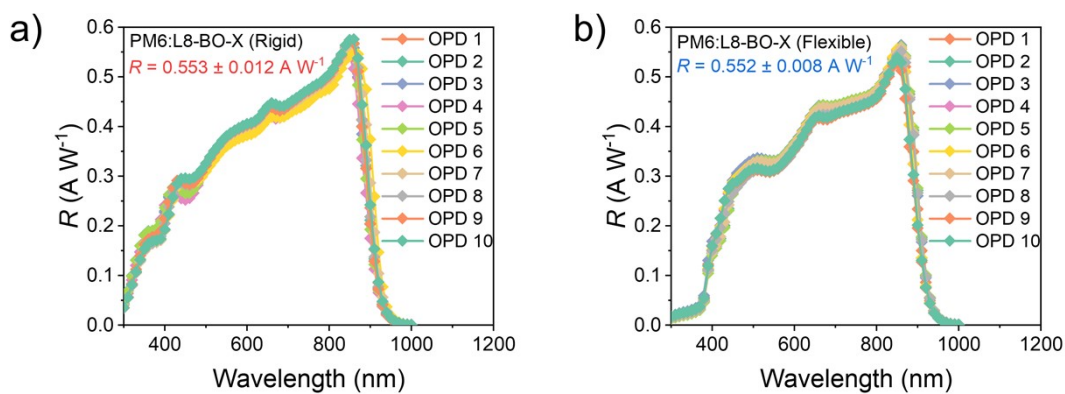 a)
PM6:L8-BO-X (Rigid)
R = 0.553 ± 0.012 A W⁻¹
OPD 1
OPD 2
OPD 3
OPD 4
OPD 5
OPD 6
OPD 7
OPD 8
OPD 9
OPD 10
R (A W⁻¹)
0.6
0.5
0.4
0.3
0.2
0.1
0.0
400 600 800 1000 1200
Wavelength (nm)
b)
PM6:L8-BO-X (Flexible)
R = 0.552 ± 0.008 A W⁻¹
OPD 1
OPD 2
OPD 3
OPD 4
OPD 5
OPD 6
OPD 7
OPD 8
OPD 9
OPD 10
R (A W⁻¹)
0.6
0.5
0.4
0.3
0.2
0.1
0.0
400 600 800 1000 1200
Wavelength (nm)